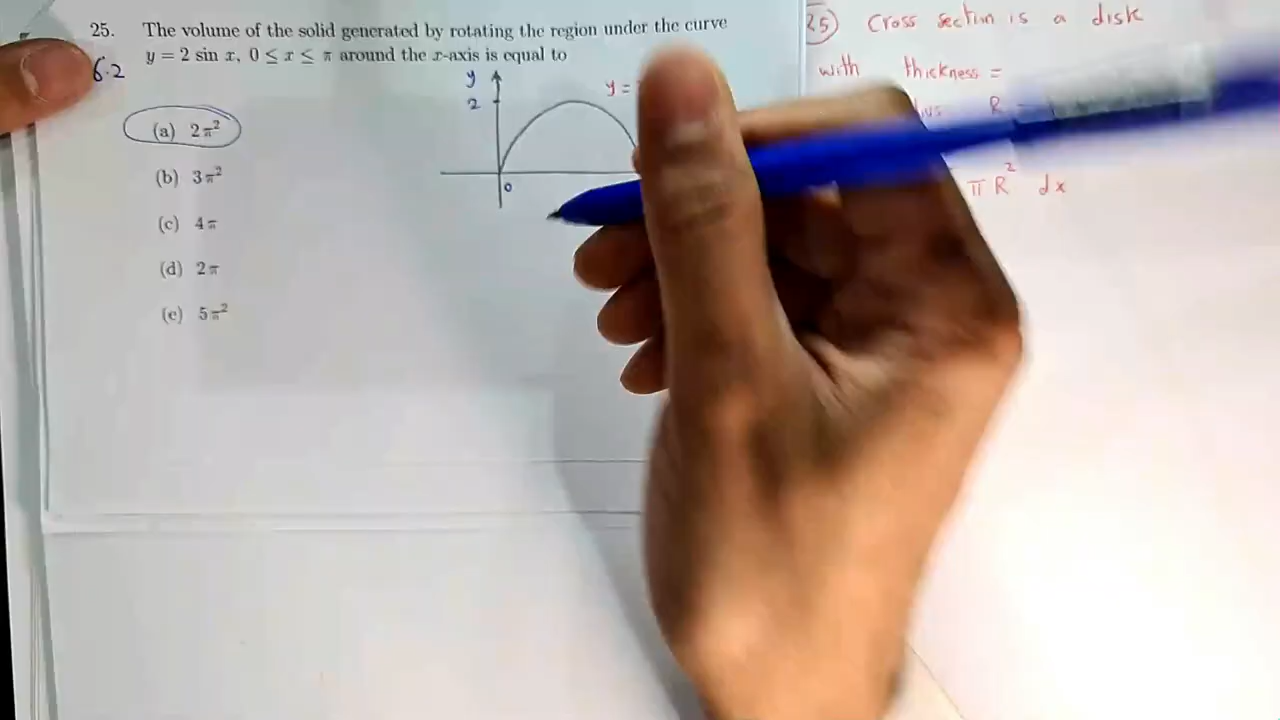 25. The volume of the solid generated by rotating the region under the curve
y = 2 sin x, 0 ≤ x ≤ π around the x-axis is equal to
6.2
(a) 2π²
(b) 3π²
(c) 4π
(d) 2π
(e) 5π²
y
2
y =
0
25) Cross section is a disk
with thickness =
R =
π R² dx